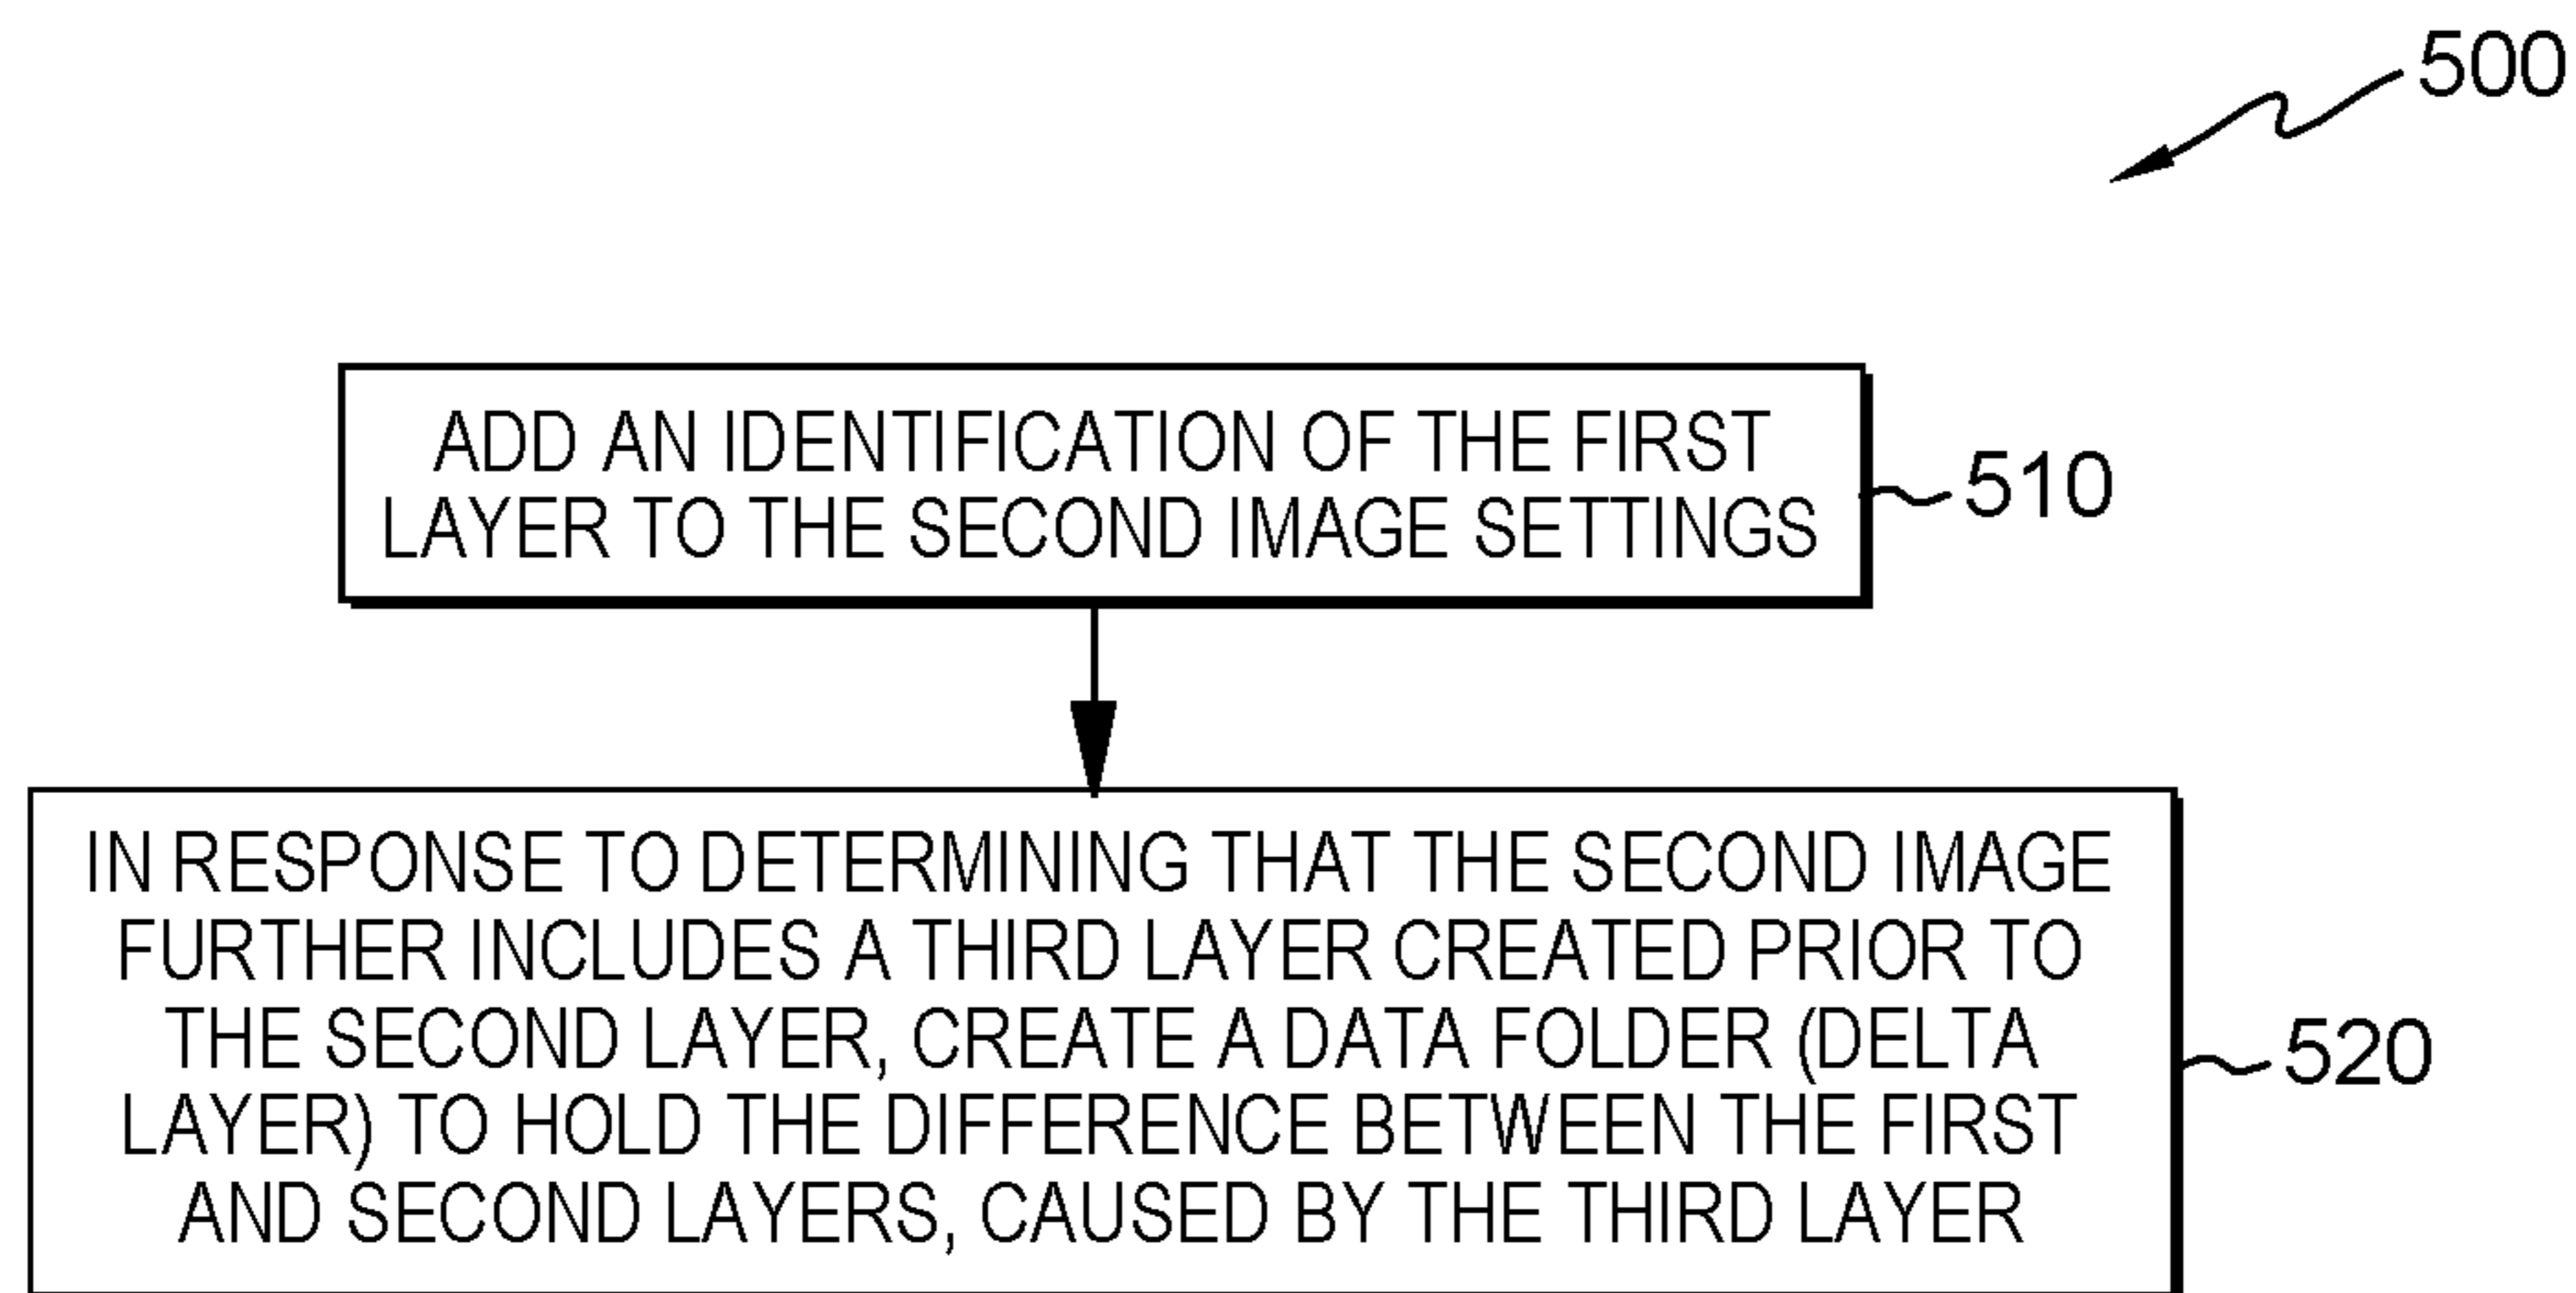 500
ADD AN IDENTIFICATION OF THE FIRST
LAYER TO THE SECOND IMAGE SETTINGS
510
IN RESPONSE TO DETERMINING THAT THE SECOND IMAGE
FURTHER INCLUDES A THIRD LAYER CREATED PRIOR TO
THE SECOND LAYER, CREATE A DATA FOLDER (DELTA
LAYER) TO HOLD THE DIFFERENCE BETWEEN THE FIRST
AND SECOND LAYERS, CAUSED BY THE THIRD LAYER
520